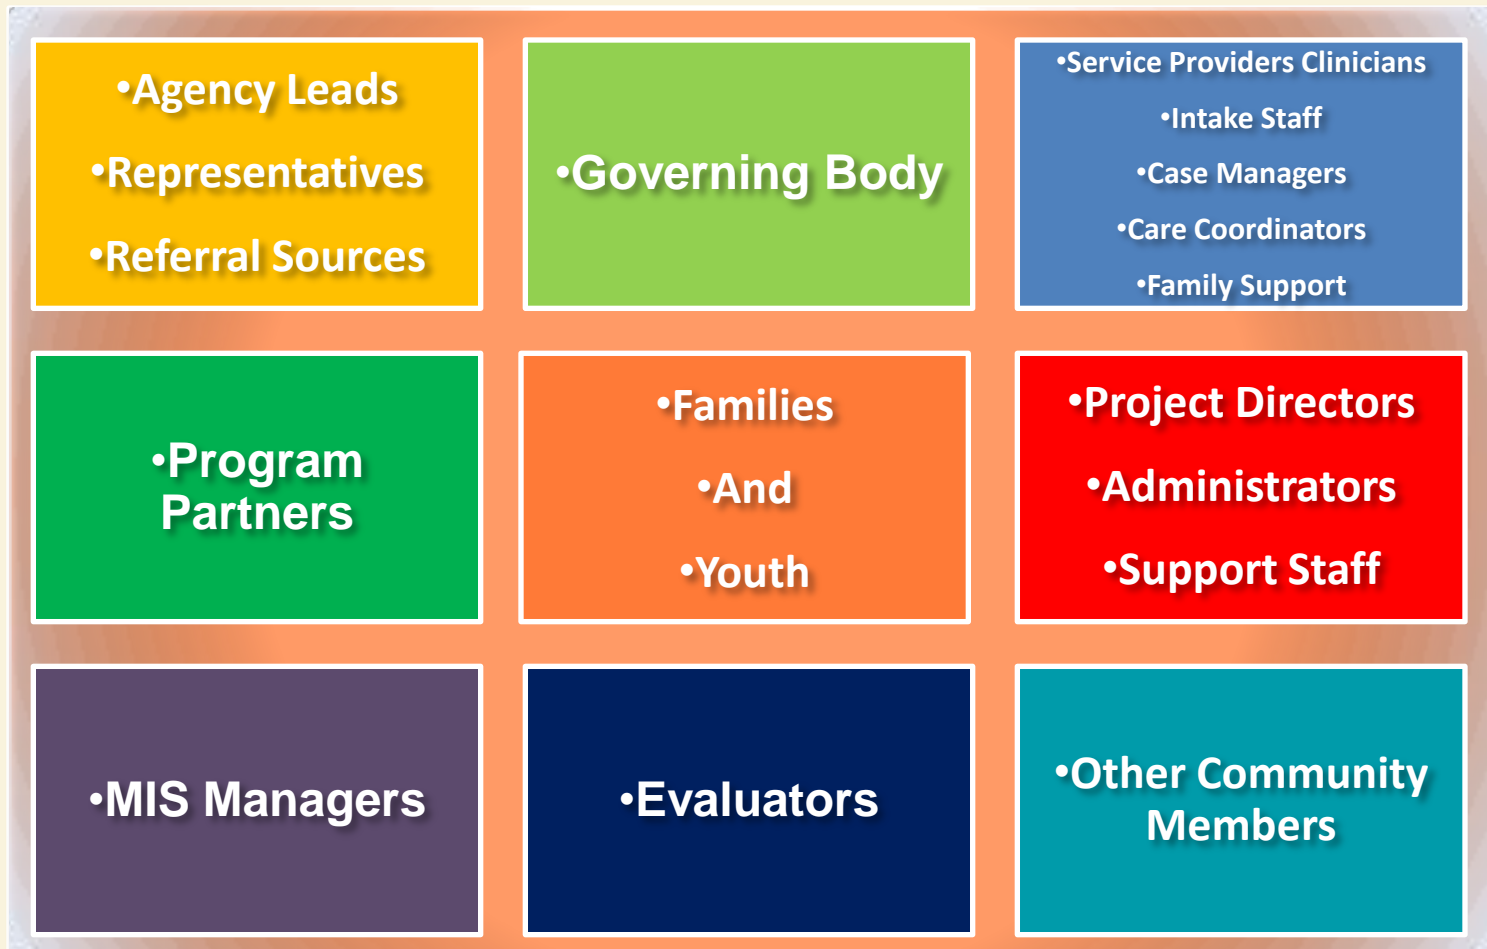 •Agency Leads
•Representatives
•Referral Sources
•Governing Body
•Service Providers Clinicians
•Intake Staff
•Case Managers
•Care Coordinators
•Family Support
•Program
Partners
•Families
•And
•Youth
•Project Directors
•Administrators
•Support Staff
•MIS Managers
•Evaluators
•Other Community
Members